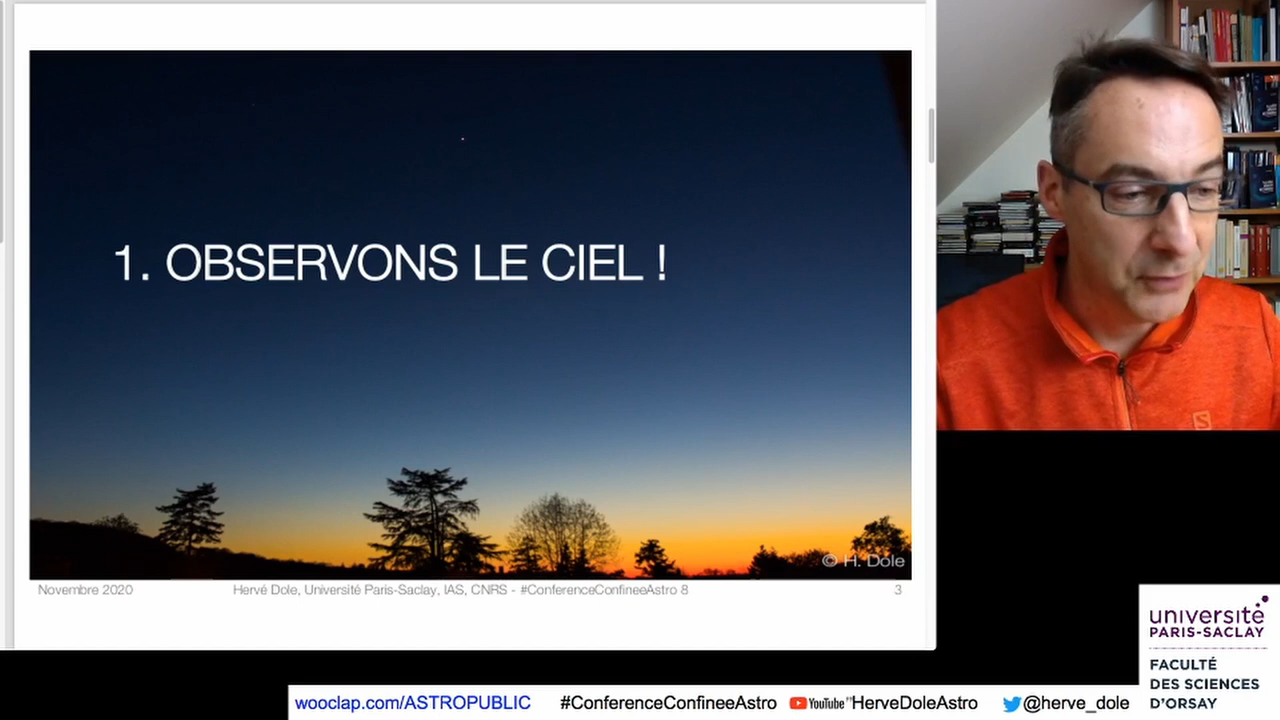 1. OBSERVONS LE CIEL !
© H. Dole
Novembre 2020
Hervé Dole, Université Paris-Saclay, IAS, CNRS - #ConferenceConfineeAstro 8
3
université
PARIS-SACLAY
FACULTÉ
DES SCIENCES
D'ORSAY
wooclap.com/ASTROPUBLIC #ConferenceConfineeAstro YouTube HerveDoleAstro @herve_dole